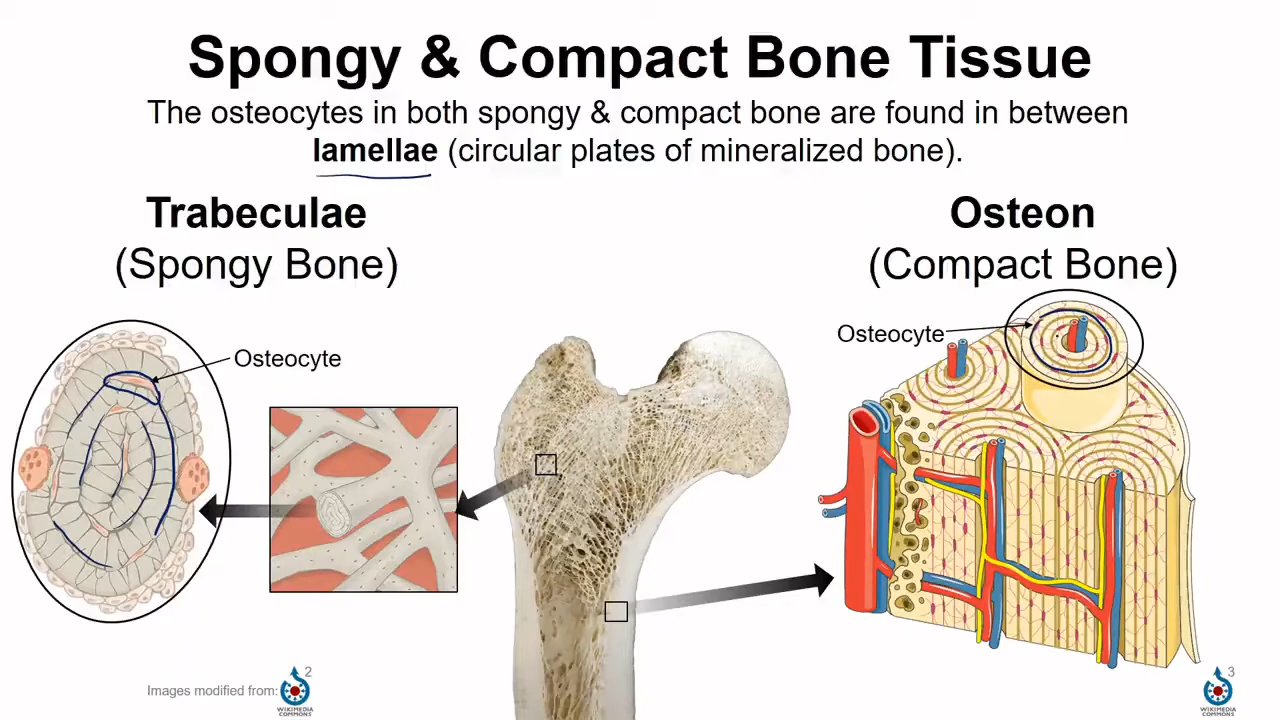 Spongy & Compact Bone Tissue
The osteocytes in both spongy & compact bone are found in between
lamellae (circular plates of mineralized bone).
Trabeculae
(Spongy Bone)
Osteon
(Compact Bone)
Osteocyte
Osteocyte
Images modified from:
2
WIKIMEDIA
COMMONS
3
WIKIMEDIA
COMMONS